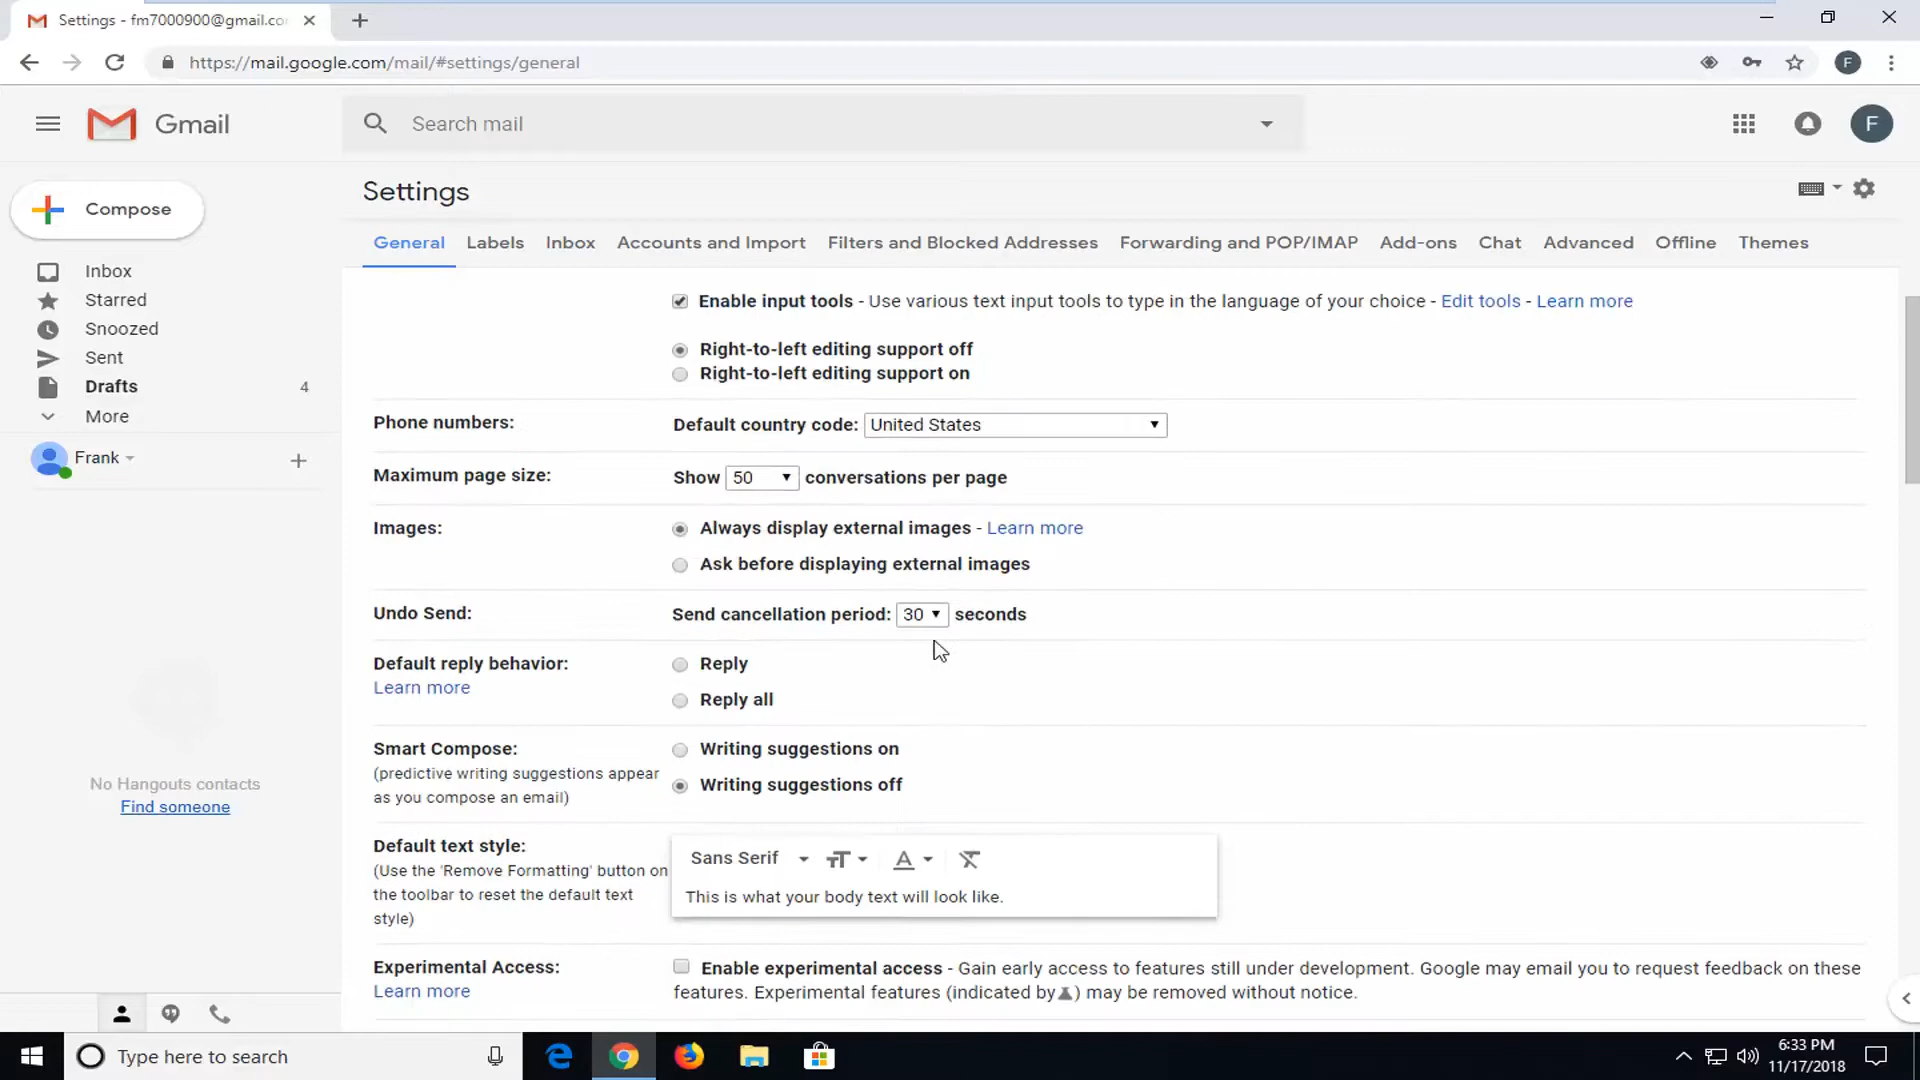 Settings - fm7000900@gmail.co
https://mail.google.com/mail/#settings/general
F
Gmail
Search mail
F
Compose
Settings
General Labels Inbox Accounts and Import Filters and Blocked Addresses Forwarding and POP/IMAP Add-ons Chat Advanced Offline Themes
Inbox
Starred
Snoozed
Sent
Drafts 4
More
Frank
No Hangouts contacts
Find someone
Enable input tools - Use various text input tools to type in the language of your choice - Edit tools - Learn more
Right-to-left editing support off
Right-to-left editing support on
Phone numbers: Default country code: United States
Maximum page size: Show 50 conversations per page
Images: Always display external images - Learn more
Ask before displaying external images
Undo Send: Send cancellation period: 30 seconds
Default reply behavior: Reply
Learn more
Reply all
Smart Compose: Writing suggestions on
(predictive writing suggestions appear
as you compose an email)
Writing suggestions off
Default text style:
(Use the 'Remove Formatting' button on
the toolbar to reset the default text
style)
Sans Serif
This is what your body text will look like.
Experimental Access: Enable experimental access - Gain early access to features still under development. Google may email you to request feedback on these
Learn more features. Experimental features (indicated by ) may be removed without notice.
Type here to search
6:33 PM
11/17/2018